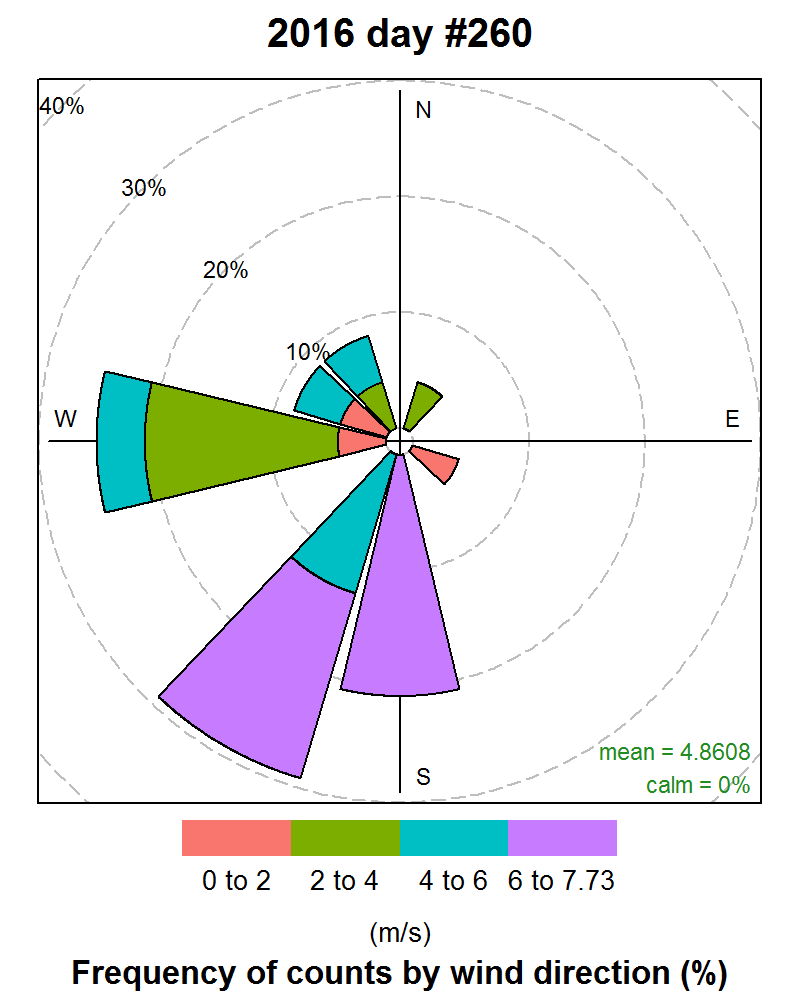 2016 day #260
40%
N
30%
20%
10%
W
E
mean = 4.8608
S
calm = 0%
0 to 2
2 to 4
4 to 6
6 to 7.73
(m/s)
Frequency of counts by wind direction (%)